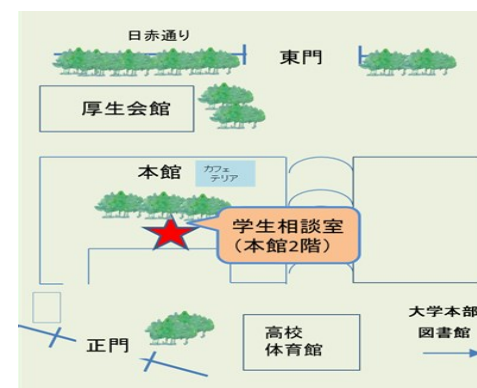 日赤通り
東門
厚生会館
本館
カフェ
テリア
学生相談室
（本館2階）
正門
高校
体育館
大学本部
図書館